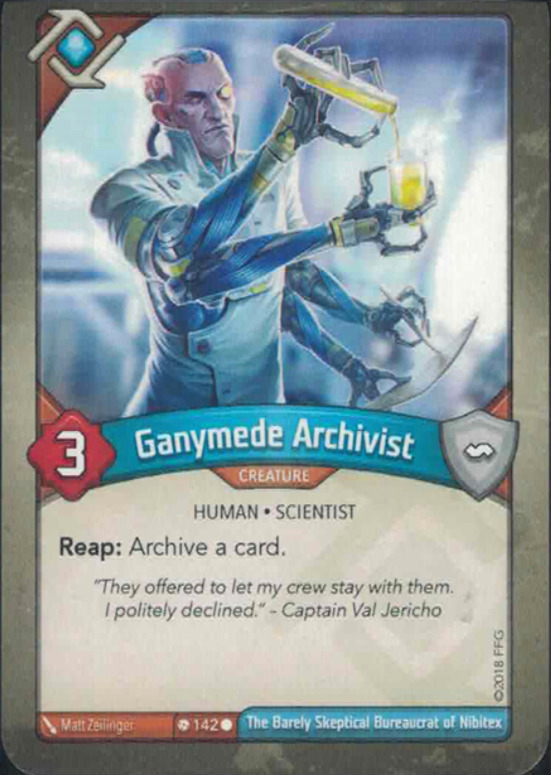 3
Ganymede Archivist
CREATURE
HUMAN • SCIENTIST
Reap: Archive a card.
"They offered to let my crew stay with them.
I politely declined." - Captain Val Jericho
©2018 FFG
Matt Zeilinger
142
The Barely Skeptical Bureaucrat of Nibitex